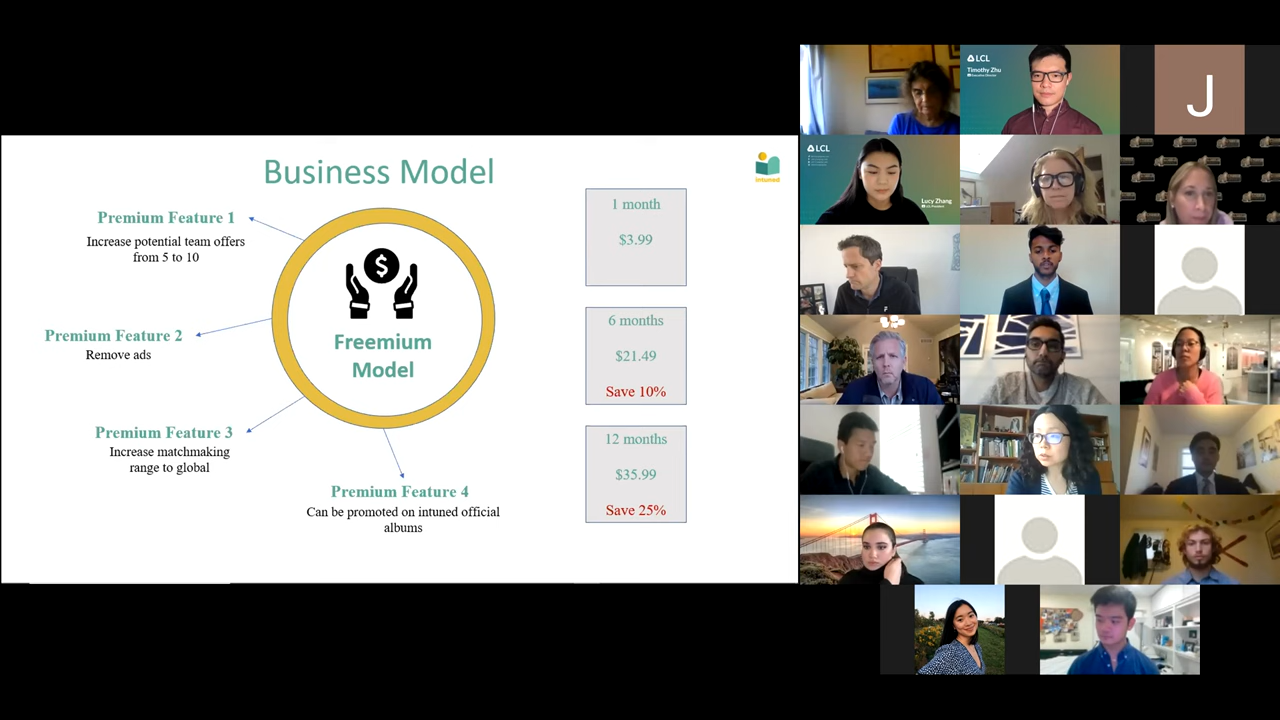 Business Model
intuned
Premium Feature 1
Increase potential team offers
from 5 to 10
Premium Feature 2
Remove ads
Premium Feature 3
Increase matchmaking
range to global
Premium Feature 4
Can be promoted on intuned official
albums
$
Freemium
Model
1 month
$3.99
6 months
$21.49
Save 10%
12 months
$35.99
Save 25%
LCL
Timothy Zhu
Executive Director
J
LCL
Lucy Zhang